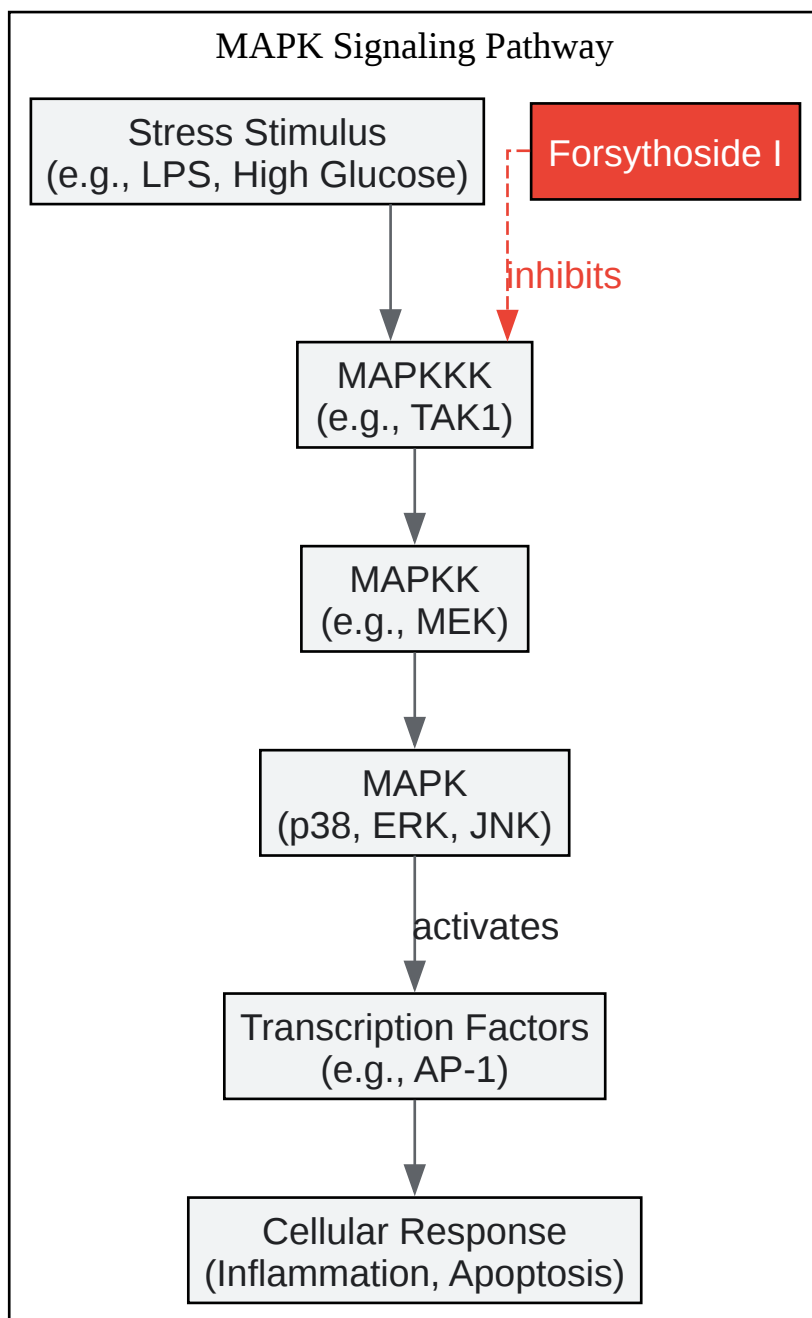 MAPK Signaling Pathway
Stress Stimulus
(e.g., LPS, High Glucose)
Forsythoside I
inhibits
MAPKKK
(e.g., TAK1)
MAPKK
(e.g., MEK)
MAPK
(p38, ERK, JNK)
activates
Transcription Factors
(e.g., AP-1)
Cellular Response
(Inflammation, Apoptosis)